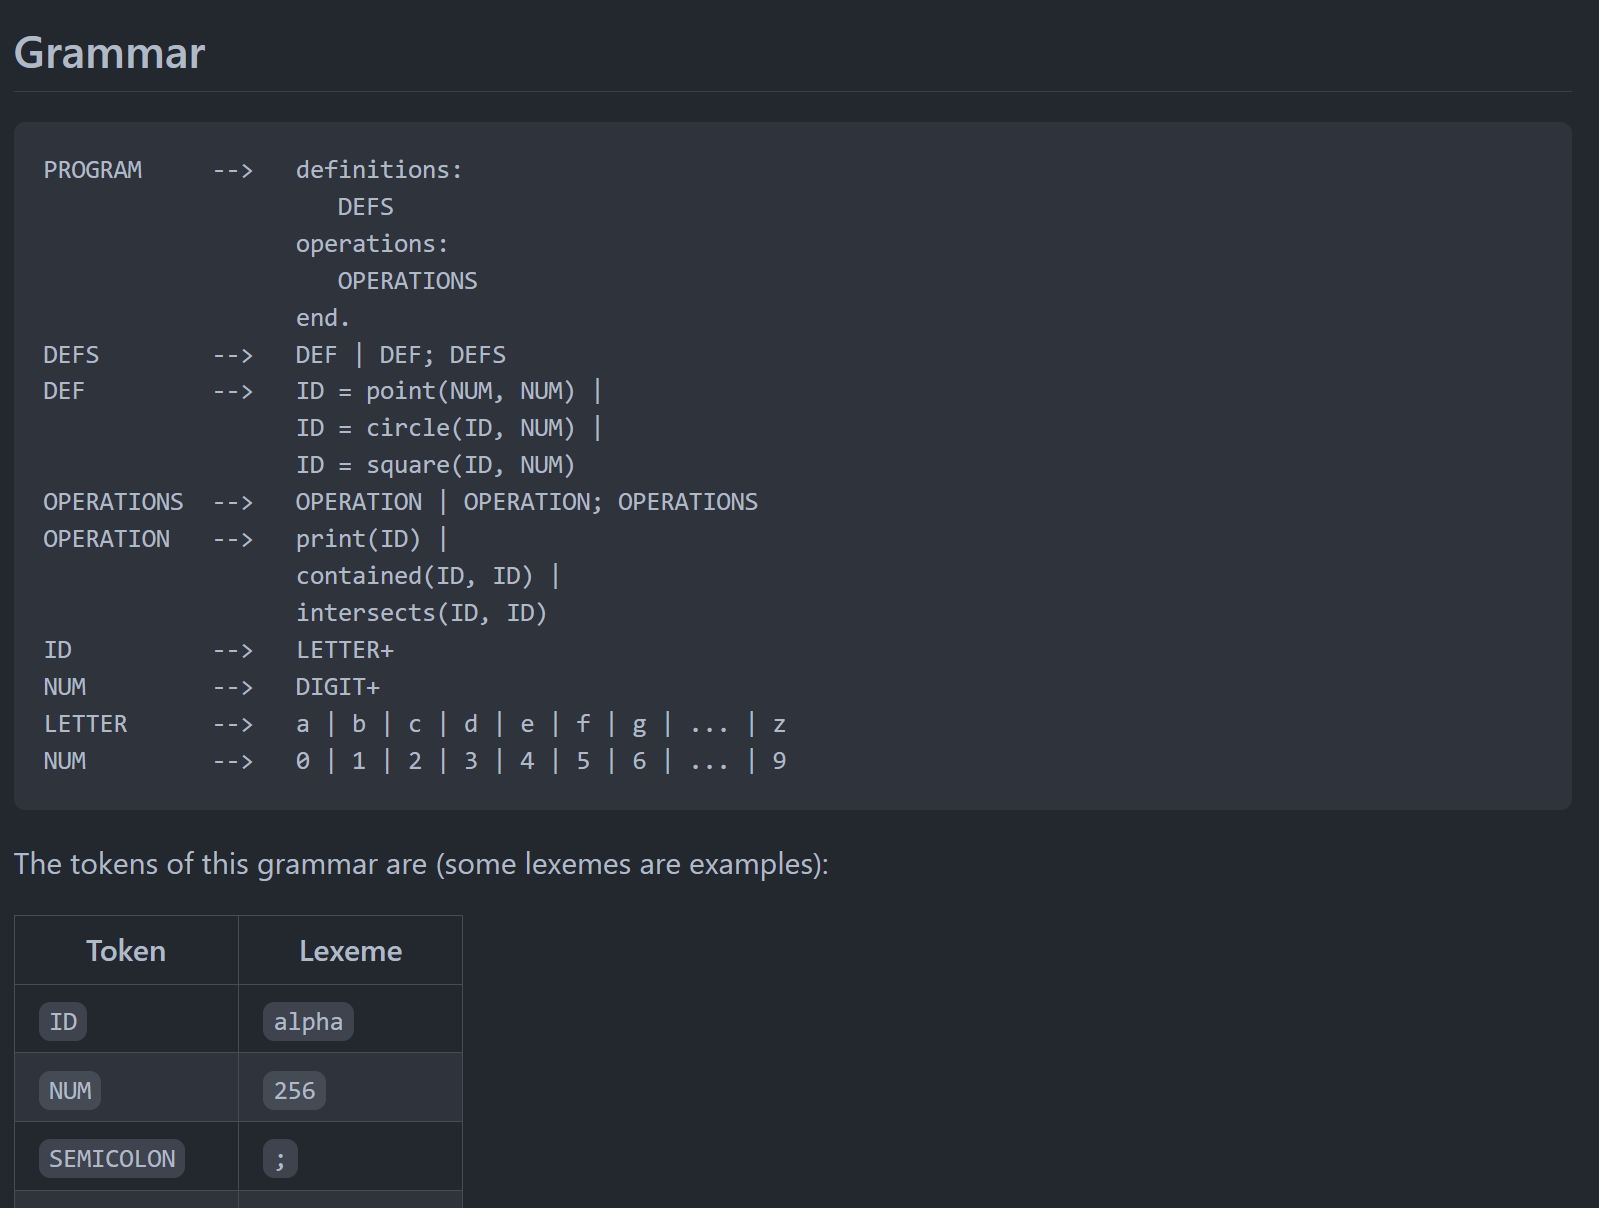 Grammar
PROGRAM     -->   definitions:
                     DEFS
                  operations:
                     OPERATIONS
                  end.
DEFS        -->   DEF | DEF; DEFS
DEF         -->   ID = point(NUM, NUM) |
                  ID = circle(ID, NUM) |
                  ID = square(ID, NUM)
OPERATIONS  -->   OPERATION | OPERATION; OPERATIONS
OPERATION   -->   print(ID) |
                  contained(ID, ID) |
                  intersects(ID, ID)
ID          -->   LETTER+
NUM         -->   DIGIT+
LETTER      -->   a | b | c | d | e | f | g | ... | z
NUM         -->   0 | 1 | 2 | 3 | 4 | 5 | 6 | ... | 9
The tokens of this grammar are (some lexemes are examples):
Token Lexeme
ID alpha
NUM 256
SEMICOLON ;